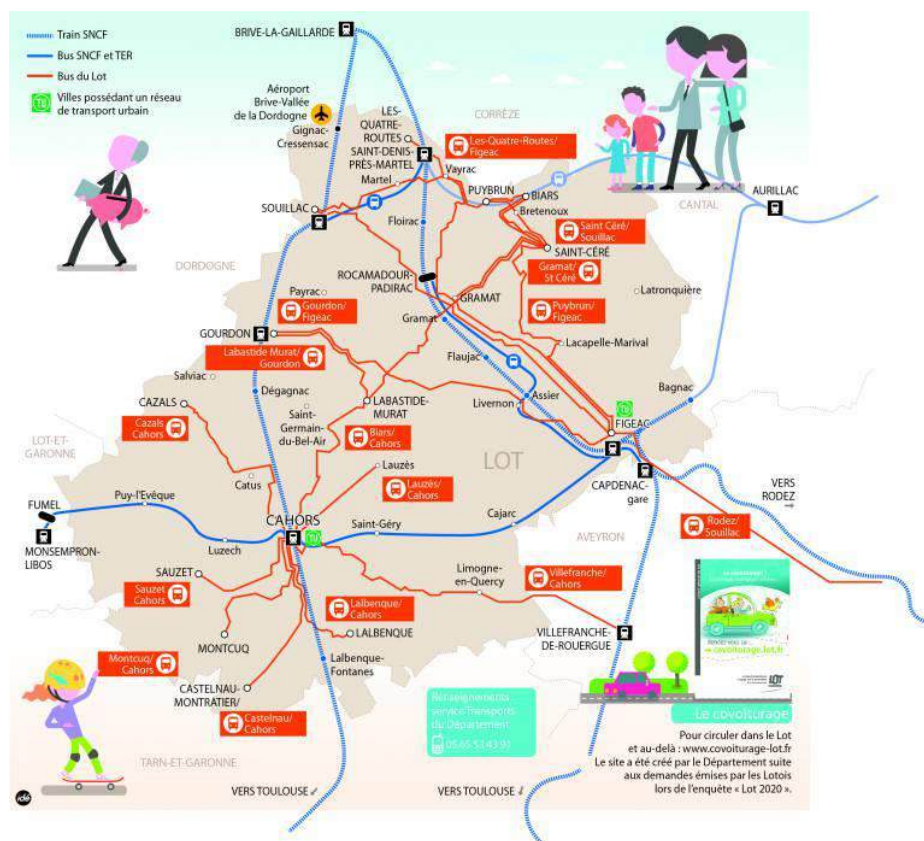 Train SNCF
Bus SNCF et TER
Bus du Lot
Villes possédant un réseau
de transport urbain
BRIVE-LA-GAILLARDE
Aéroport
Brive-Vallée
de la Dordogne
Gignac-
Cressensac
LES-
QUATRE-
ROUTES
SAINT-DENIS-
PRÈS-MARTEL
Martel
CORRÈZE
Les-Quatre-Routes/
Figeac
Vayrac
PUYBRUN
BIARS
Bretenoux
CANTAL
AURILLAC
SOUILLAC
Floirac
Saint Céré/
Souillac
SAINT-CÉRÉ
Gramat/
St Céré
DORDOGNE
ROCAMADOUR-
PADIRAC
Payrac
GRAMAT
Gramat
Puybrun/
Figeac
Latronquière
Gourdon/
Figeac
GOURDON
Labastide Murat/
Gourdon
Lacapelle-Marival
Flaujac
Salviac
Dégagnac
Assier
Bagnac
CAZALS
Cazals
Cahors
Saint-
Germain-
du-Bel-Air
LABASTIDE-
MURAT
Livernon
FIGEAC
Biars/
Cahors
LOT-ET-
GARONNE
LOT
Lauzès
Lauzès/
Cahors
Catus
CAPDENAC-
gare
VERS
RODEZ
FUMEL
Puy-l'Evêque
CAHORS
Saint-Géry
Cajarc
Rodez/
Souillac
AVEYRON
MONSEMPRON-
LIBOS
Luzech
SAUZET
Sauzet
Cahors
Limogne-
en-Quercy
Villefranche/
Cahors
Lalbenque/
Cahors
LALBENQUE
MONTCUQ
Montcuq/
Cahors
VILLEFRANCHE-
DE-ROUERGUE
Lalbenque-
Fontanes
CASTELNAU-
MONTRATIER/
Castelnau/
Cahors
covoiturage.lot.fr
LOT
Renseignements
service Transports
du Département
05 65 53 43 91
Le covoiturage
Pour circuler dans le Lot
et au-delà : www.covoiturage-lot.fr
Le site a été créé par le Département suite
aux demandes émises par les Lotois
lors de l'enquête « Lot 2020 ».
TARN-ET-GARONNE
VERS TOULOUSE
VERS TOULOUSE
idé